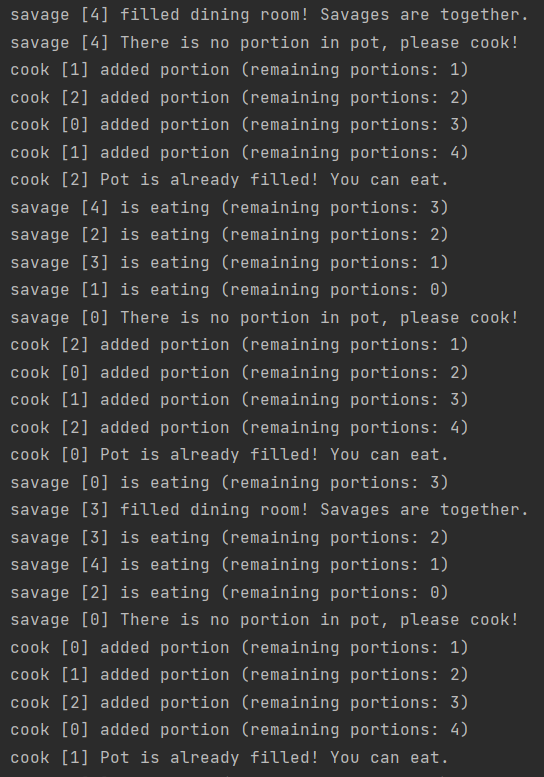 savage [4] filled dining room! Savages are together.
savage [4] There is no portion in pot, please cook!
cook [1] added portion (remaining portions: 1)
cook [2] added portion (remaining portions: 2)
cook [0] added portion (remaining portions: 3)
cook [1] added portion (remaining portions: 4)
cook [2] Pot is already filled! You can eat.
savage [4] is eating (remaining portions: 3)
savage [2] is eating (remaining portions: 2)
savage [3] is eating (remaining portions: 1)
savage [1] is eating (remaining portions: 0)
savage [0] There is no portion in pot, please cook!
cook [2] added portion (remaining portions: 1)
cook [0] added portion (remaining portions: 2)
cook [1] added portion (remaining portions: 3)
cook [2] added portion (remaining portions: 4)
cook [0] Pot is already filled! You can eat.
savage [0] is eating (remaining portions: 3)
savage [3] filled dining room! Savages are together.
savage [3] is eating (remaining portions: 2)
savage [4] is eating (remaining portions: 1)
savage [2] is eating (remaining portions: 0)
savage [0] There is no portion in pot, please cook!
cook [0] added portion (remaining portions: 1)
cook [1] added portion (remaining portions: 2)
cook [2] added portion (remaining portions: 3)
cook [0] added portion (remaining portions: 4)
cook [1] Pot is already filled! You can eat.